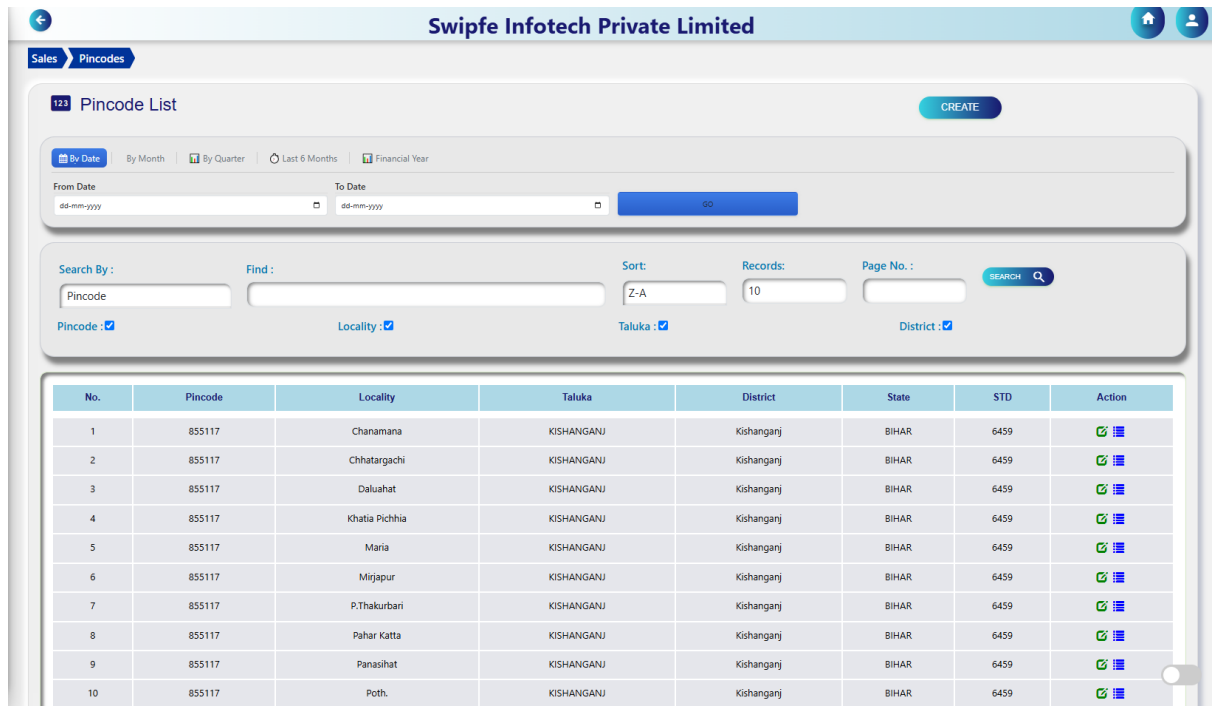 Swipfe Infotech Private Limited
Sales Pincodes
123 Pincode List CREATE
By Date By Month By Quarter Last 6 Months Financial Year
From Date To Date
dd-mm-yyyy dd-mm-yyyy GO
Search By : Find : Sort: Records: Page No. :
Pincode Z-A 10 SEARCH
Pincode : Locality : Taluka : District :
No. Pincode Locality Taluka District State STD Action
1 855117 Chanamana KISHANGANJ Kishanganj BIHAR 6459
2 855117 Chhatargachi KISHANGANJ Kishanganj BIHAR 6459
3 855117 Daluahat KISHANGANJ Kishanganj BIHAR 6459
4 855117 Khatia Pichhia KISHANGANJ Kishanganj BIHAR 6459
5 855117 Maria KISHANGANJ Kishanganj BIHAR 6459
6 855117 Mirjapur KISHANGANJ Kishanganj BIHAR 6459
7 855117 P.Thakurbari KISHANGANJ Kishanganj BIHAR 6459
8 855117 Pahar Katta KISHANGANJ Kishanganj BIHAR 6459
9 855117 Panasihat KISHANGANJ Kishanganj BIHAR 6459
10 855117 Poth. KISHANGANJ Kishanganj BIHAR 6459